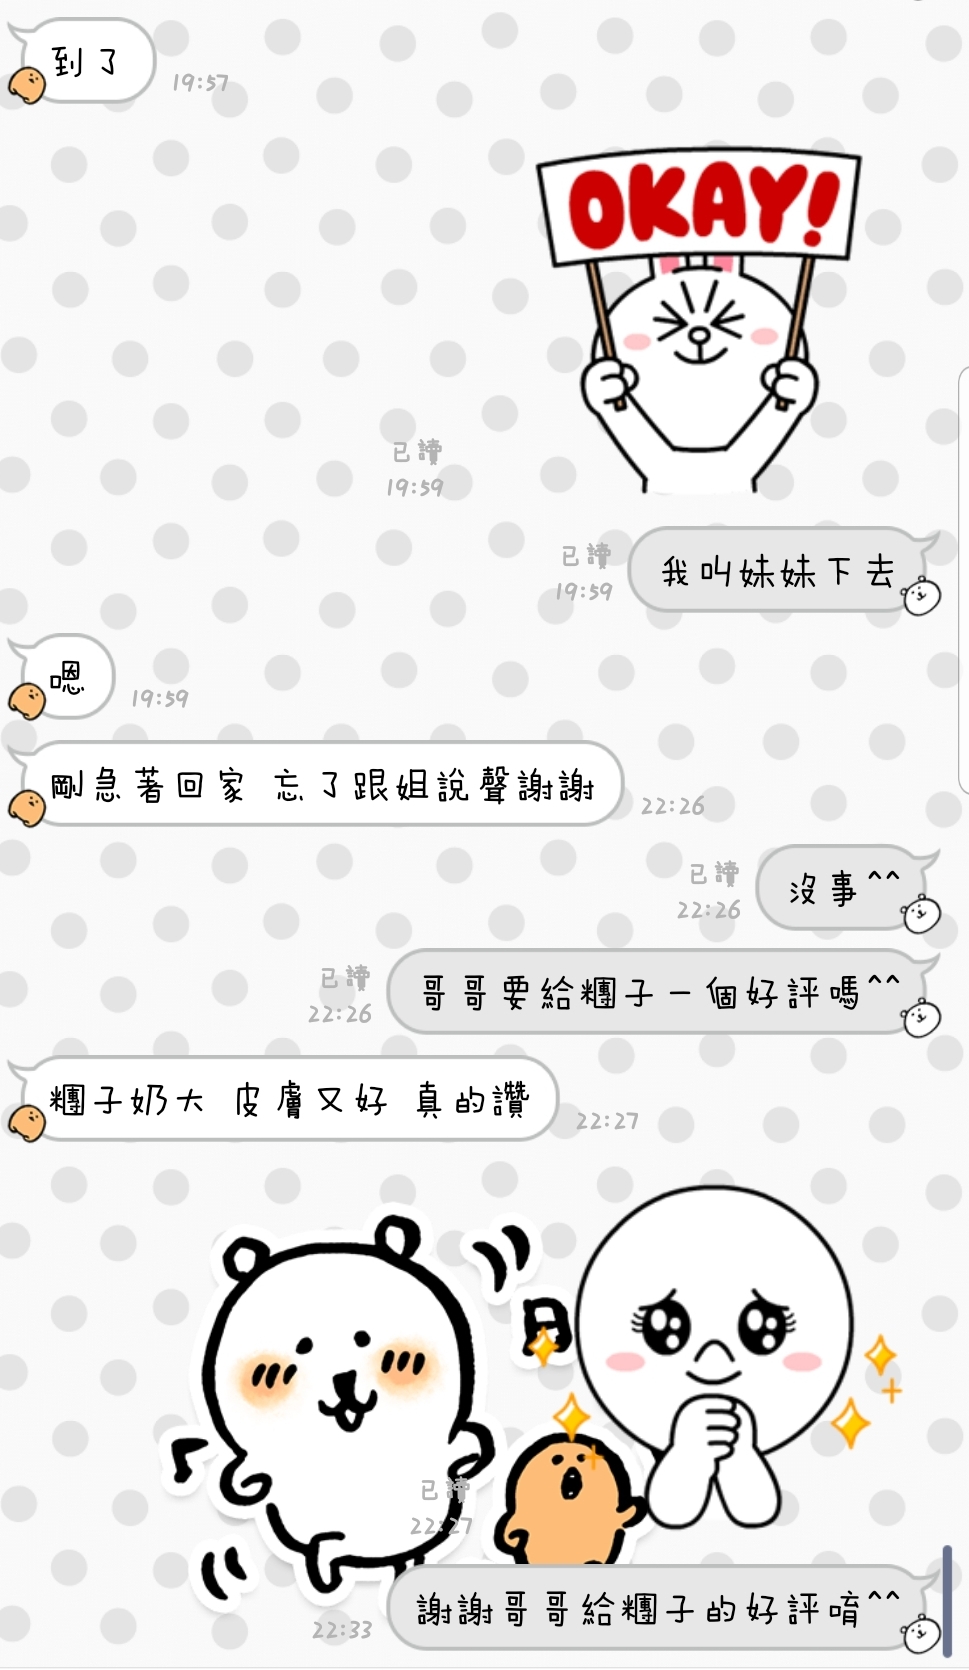 到了
19:57
OKAY!
已讀
19:59
已讀
19:59
我叫妹妹下去
嗯
19:59
剛急著回家 忘了跟姐說聲謝謝
22:26
已讀
22:26
沒事^^
已讀
22:26
哥哥要給糰子一個好評嗎^^
糰子奶大 皮膚又好 真的讚
22:27
已讀
22:27
22:33
謝謝哥哥給糰子的好評唷^^